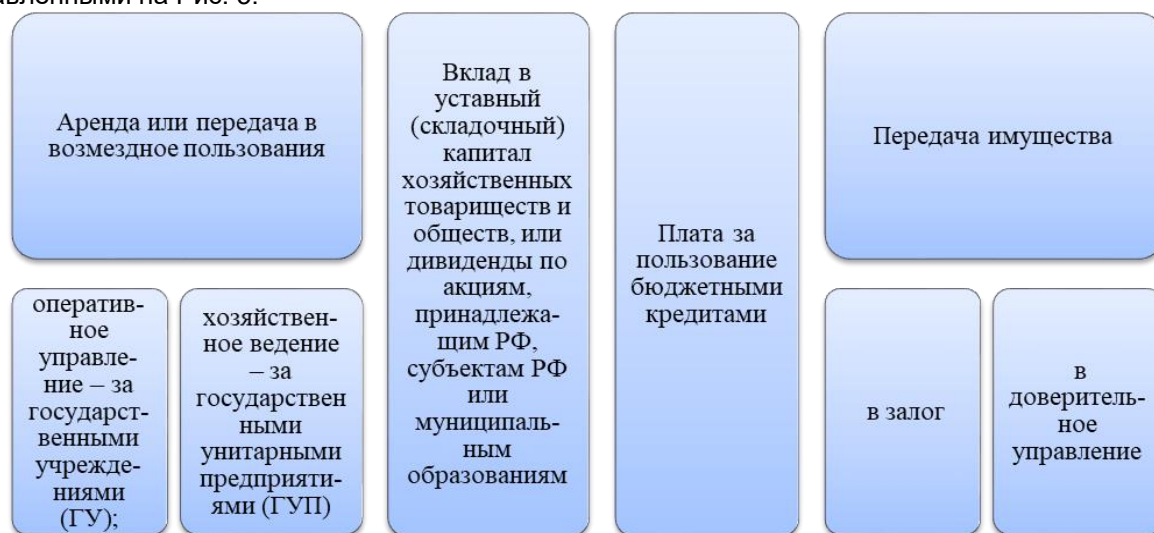 авленными на Рис. 3.
Аренда или передача в
возмездное пользования
оператив-
ное
управле-
ние – за
государст-
венными
учрежде-
ниями
(ГУ);
хозяйствен-
ное ведение
– за
государствен
ными
унитарными
предприяти-
ями (ГУП)
Вклад в
уставный
(складочный)
капитал
хозяйственных
товариществ и
обществ, или
дивиденды по
акциям,
принадлежа-
щим РФ,
субъектам РФ
или
муниципаль-
ным
образованиям
Плата за
пользование
бюджетными
кредитами
Передача имущества
в залог
в
доверитель-
ное
управление